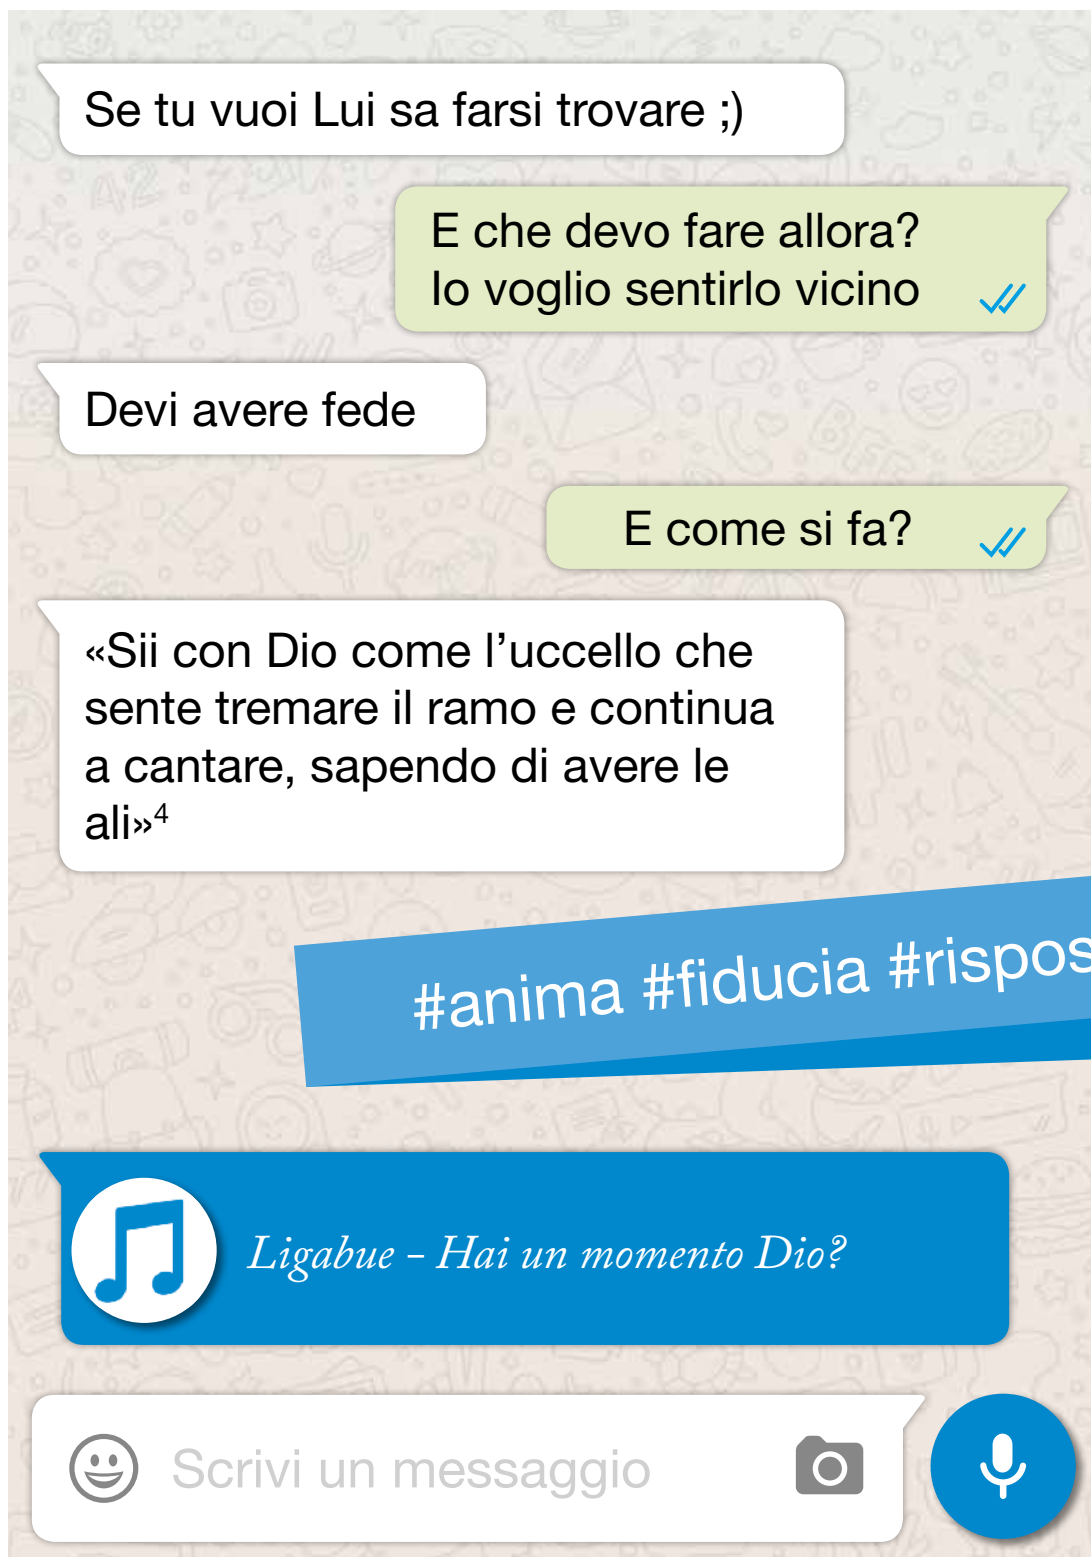 Se tu vuoi Lui sa farsi trovare ;)
E che devo fare allora?
Io voglio sentirlo vicino
Devi avere fede
E come si fa?
«Sii con Dio come l’uccello che
sente tremare il ramo e continua
a cantare, sapendo di avere le
ali»⁴
#anima #fiducia #rispos
Ligabue - Hai un momento Dio?
Scrivi un messaggio